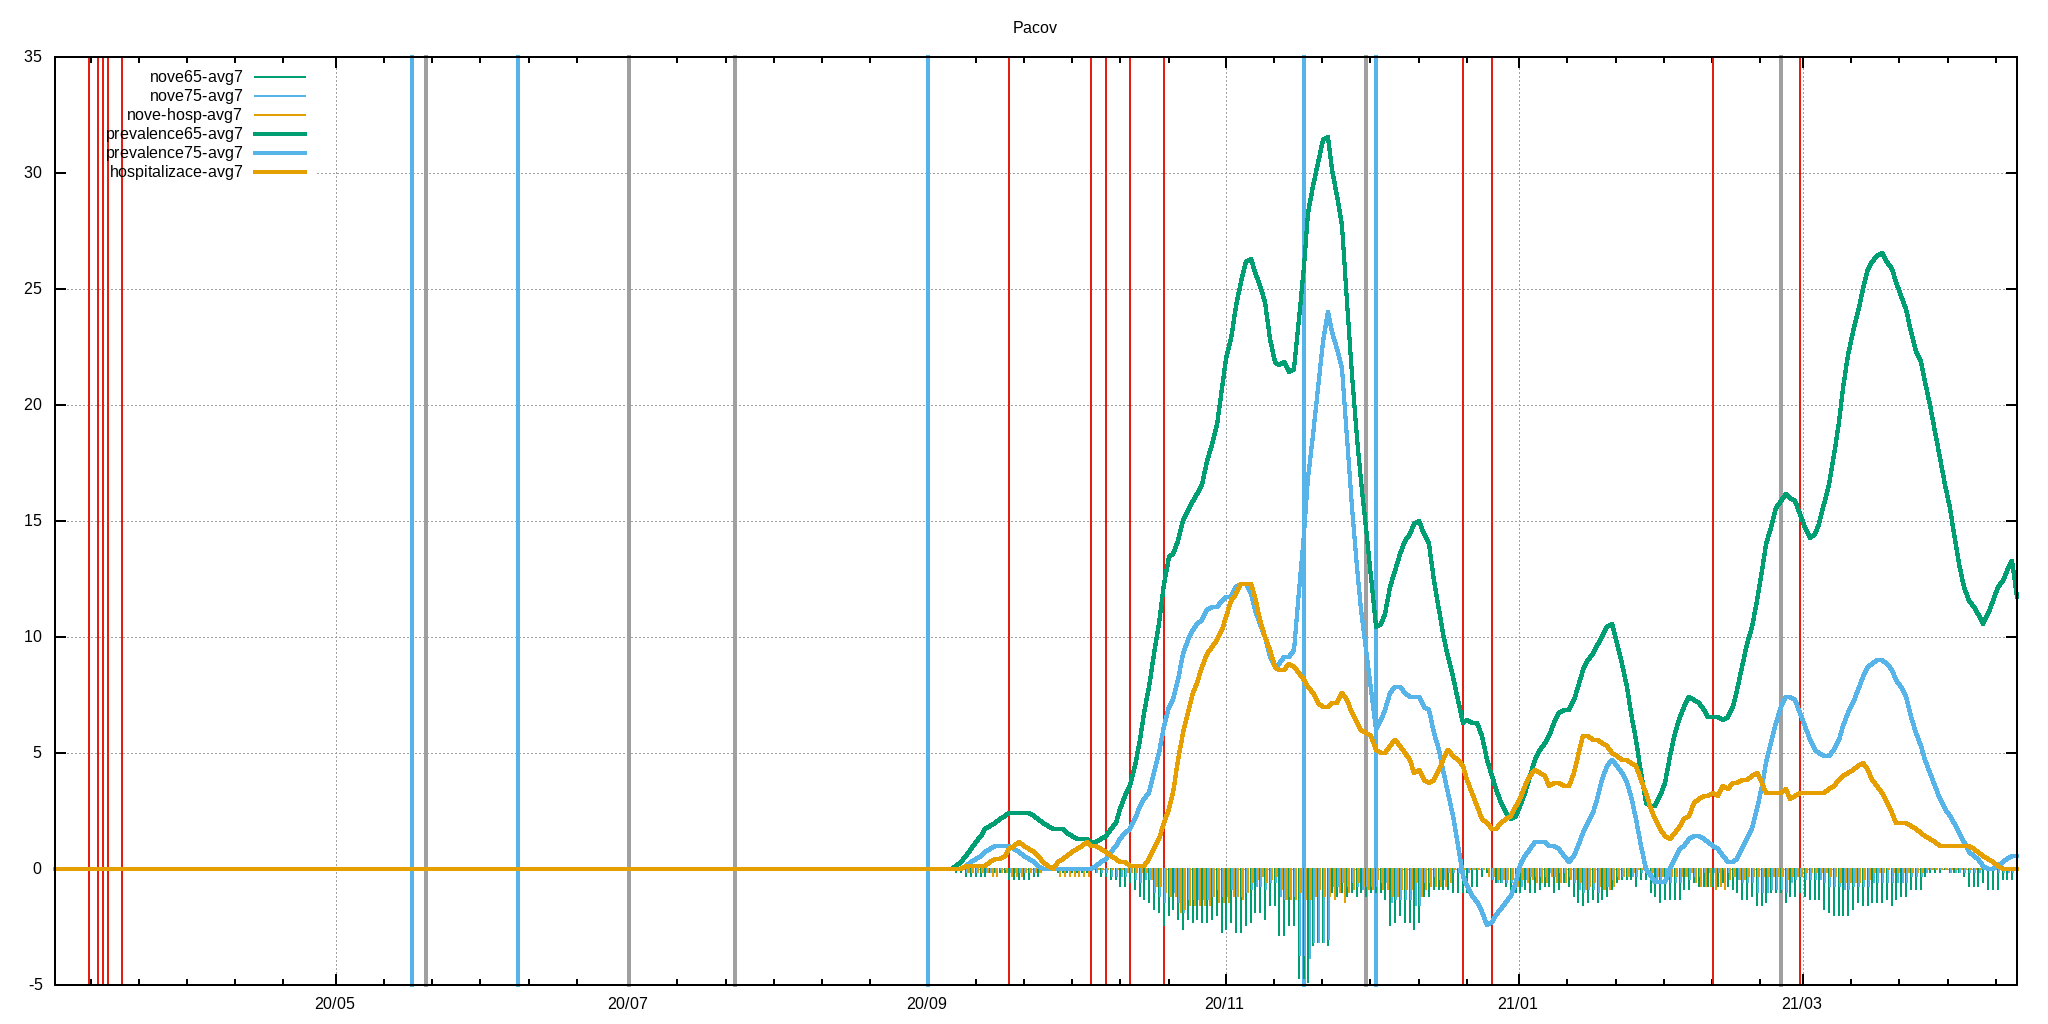 Pacov
35
30
25
20
15
10
5
0
-5
nove65-avg7
nove75-avg7
nove-hosp-avg7
prevalence65-avg7
prevalence75-avg7
hospitalizace-avg7
20/05
20/07
20/09
20/11
21/01
21/03